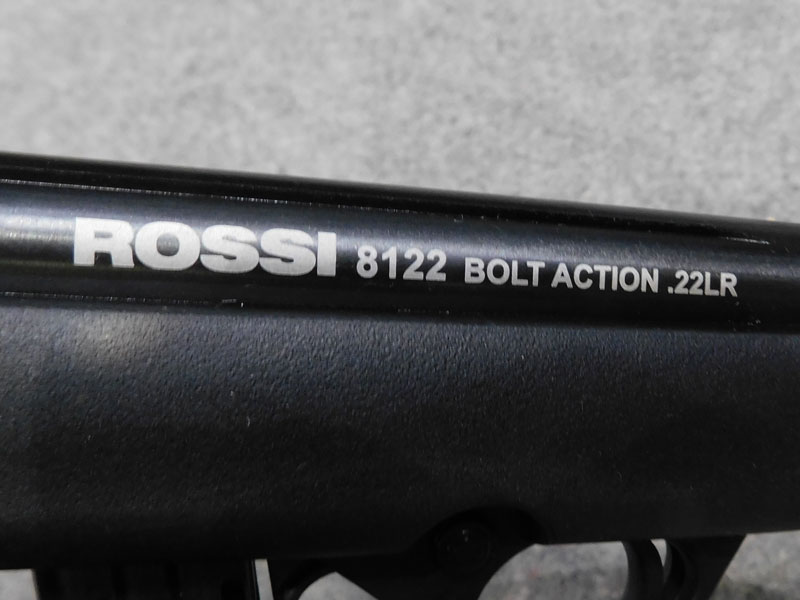 ROSSI 8122 BOLT ACTION .22LR